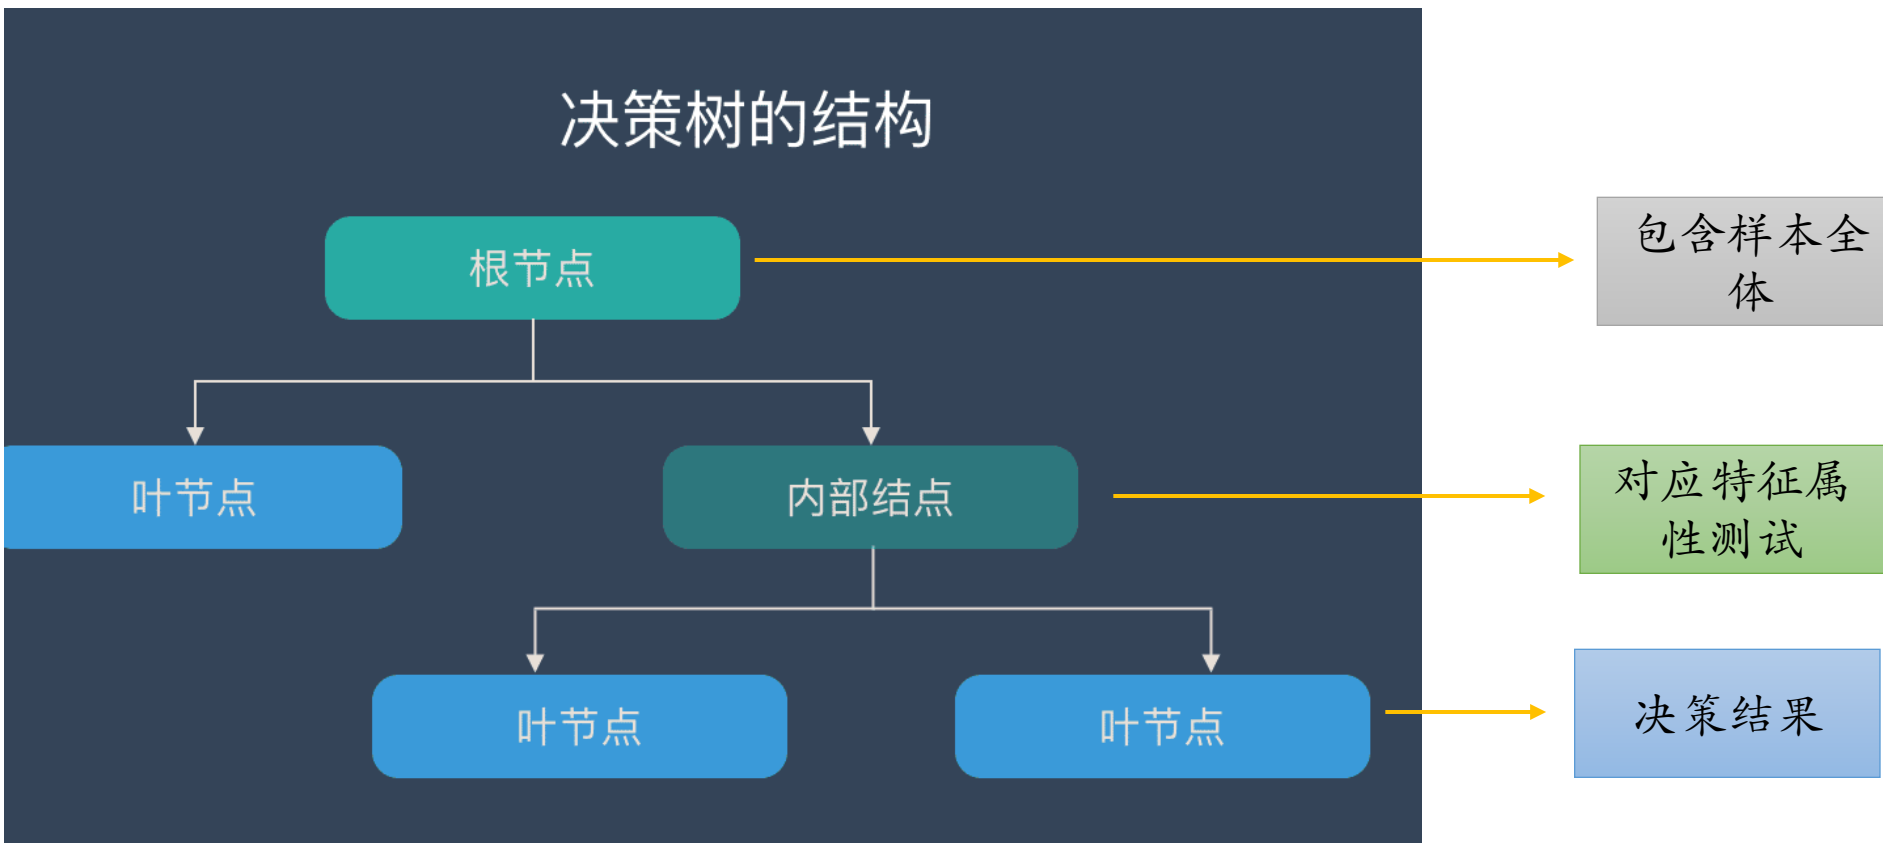 决策树的结构
根节点
包含样本全
体
叶节点
内部结点
对应特征属
性测试
叶节点
叶节点
决策结果